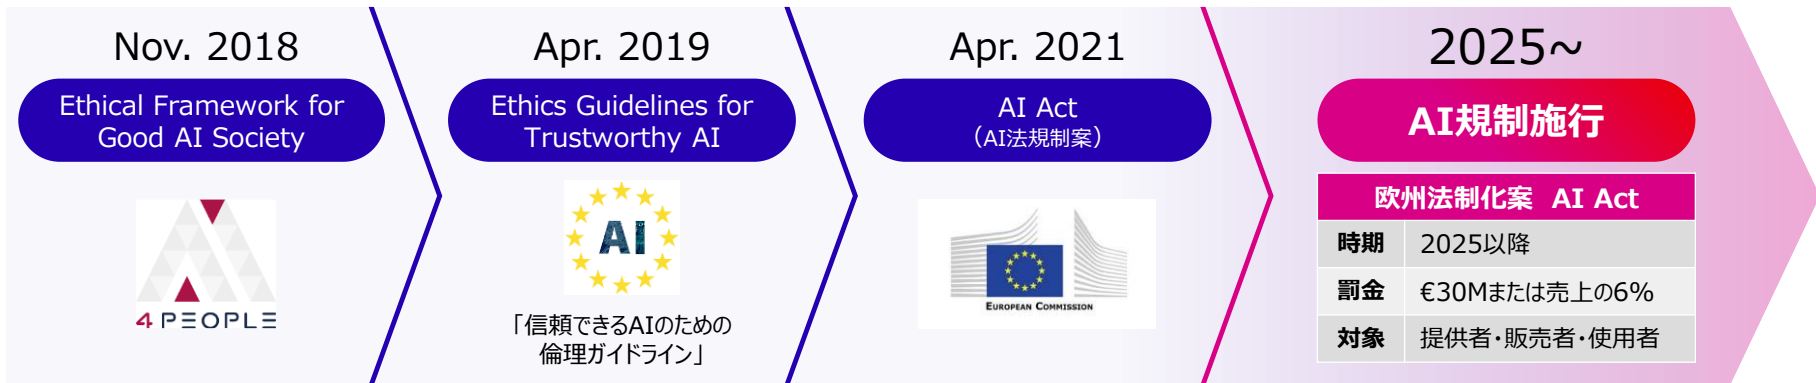 Nov. 2018
Ethical Framework for
Good AI Society
4 PEOPLE
Apr. 2019
Ethics Guidelines for
Trustworthy AI
AI
「信頼できるAIのための
倫理ガイドライン」
Apr. 2021
AI Act
（AI法規制案）
EUROPEAN COMMISSION
2025~
AI規制施行
欧州法制化案 AI Act
時期 2025以降
罰金 €30Mまたは売上の6%
対象 提供者・販売者・使用者